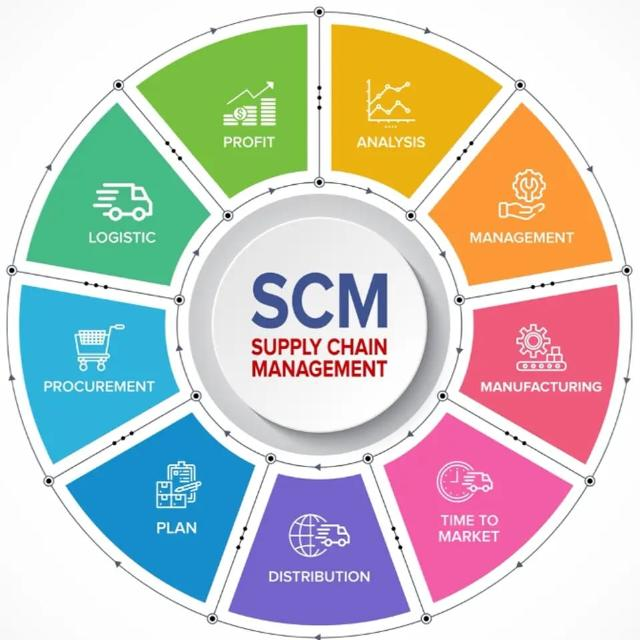 SCM
SUPPLY CHAIN
MANAGEMENT
ANALYSIS
MANAGEMENT
MANUFACTURING
TIME TO
MARKET
DISTRIBUTION
PLAN
PROCUREMENT
LOGISTIC
PROFIT
$